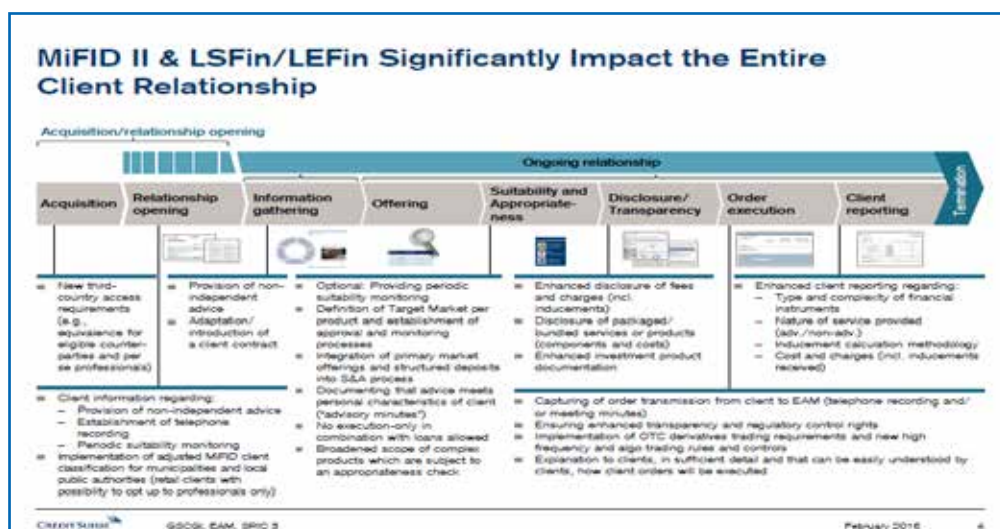 MiFID II & LSFin/LEFin Significantly Impact the Entire
Client Relationship
Acquisition/relationship opening
Ongoing relationship
Termination
Acquisition
Relationship
opening
Information
gathering
Offering
Suitability and
Appropriate-
ness
Disclosure/
Transparency
Order
execution
Client
reporting
New third-
country access
requirements
(e.g.,
equivalence for
eligible counter-
parties and per
se professionals)
Provision of non-
independent
advice
Adaptation/
introduction of
a client contract
Client information regarding:
– Provision of non-independent advice
– Establishment of telephone
recording
– Periodic suitability monitoring
Implementation of adjusted MiFID client
classification for municipalities and local
public authorities (retail clients with
possibility to opt up to professionals only)
Optional: Providing periodic
suitability monitoring
Definition of Target Market per
product and establishment of
approval and monitoring
processes
Integration of primary market
offerings and structured deposits
into S&A process
Documenting that advice meets
personal characteristics of client
("advisory minutes")
No execution-only in
combination with loans allowed
Broadened scope of complex
products which are subject to
an appropriateness check
Enhanced disclosure of fees
and charges (incl.
inducements)
Disclosure of packaged/
bundled services or products
(components and costs)
Enhanced investment product
documentation
Enhanced client reporting regarding:
– Type and complexity of financial
instruments
– Nature of service provided
(adv./non-adv.)
– Inducement calculation methodology
– Cost and charges (incl. inducements
received)
Capturing of order transmission from client to EAM (telephone recording and/
or meeting minutes)
Ensuring enhanced transparency and regulatory control rights
Implementation of OTC derivatives trading requirements and new high
frequency and algo trading rules and controls
Explanation to clients, in sufficient detail and that can be easily understood by
clients, how client orders will be executed
CREDIT SUISSE
GSCGI, EAM, SRIC 3
February 2016